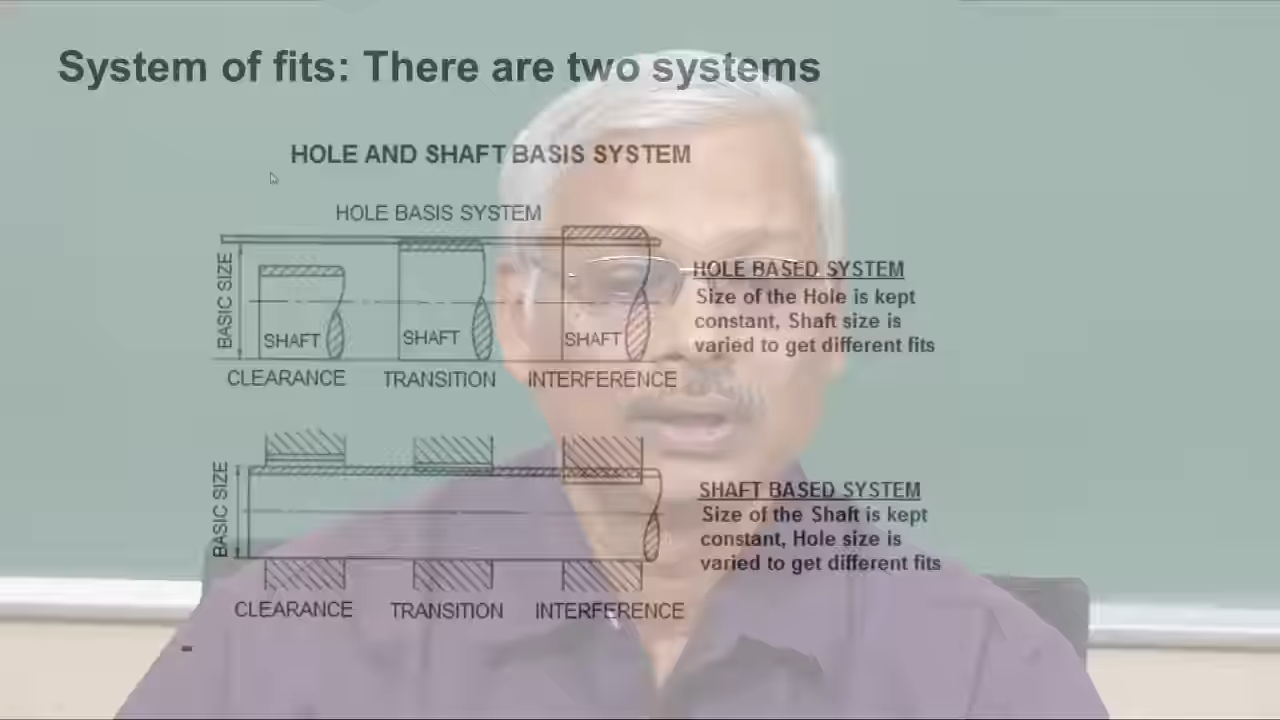 System of fits: There are two systems
HOLE AND SHAFT BASIS SYSTEM
HOLE BASIS SYSTEM
BASIC SIZE
SHAFT
SHAFT
SHAFT
CLEARANCE
TRANSITION
INTERFERENCE
HOLE BASED SYSTEM
Size of the Hole is kept
constant, Shaft size is
varied to get different fits
BASIC SIZE
CLEARANCE
TRANSITION
INTERFERENCE
SHAFT BASED SYSTEM
Size of the Shaft is kept
constant, Hole size is
varied to get different fits